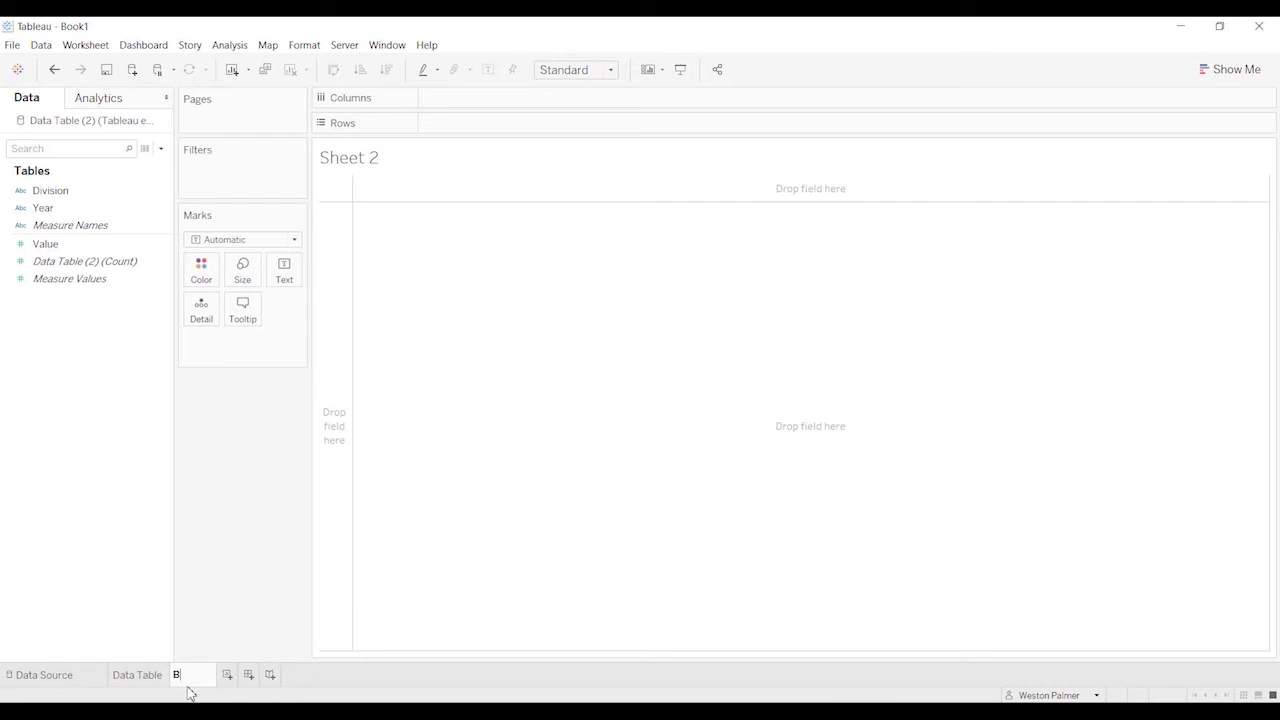 Tableau - Book1
File Data Worksheet Dashboard Story Analysis Map Format Server Window Help
Standard
Show Me
Data Analytics
Data Table (2) (Tableau e...
Search
Tables
Abc Division
Abc Year
Abc Measure Names
# Value
# Data Table (2) (Count)
# Measure Values
Pages
Filters
Marks
Automatic
Color Size Text
Detail Tooltip
Columns
Rows
Sheet 2
Drop field here
Drop
field
here
Drop field here
Data Source Data Table B
Weston Palmer